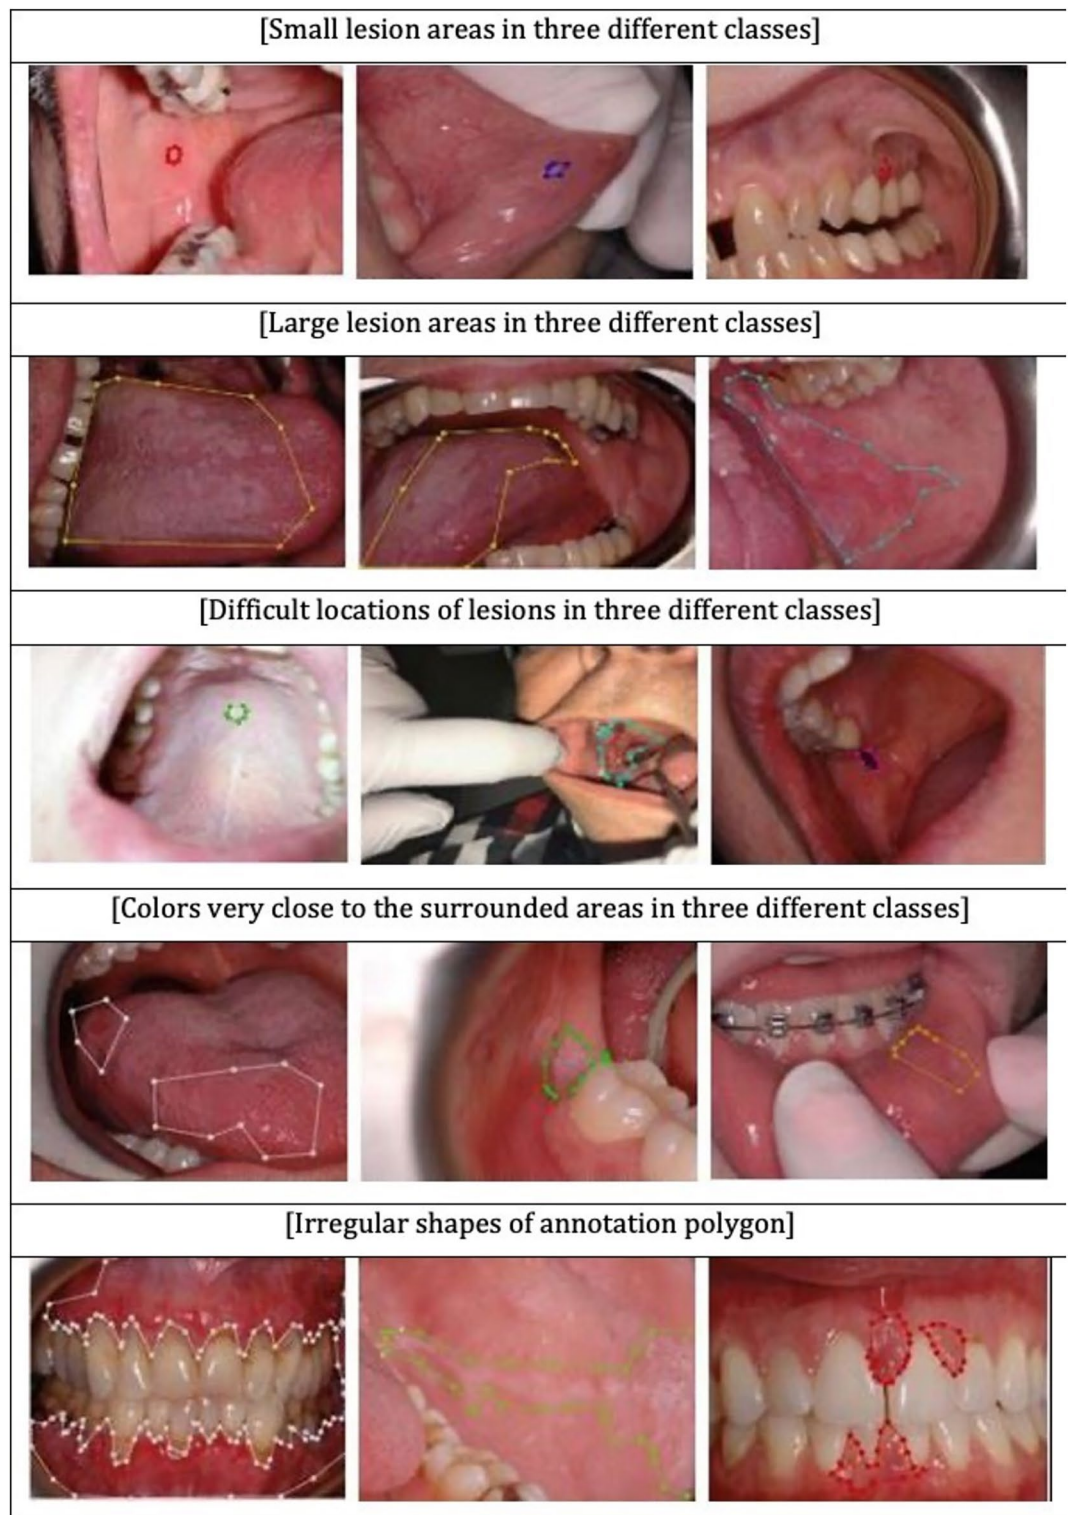 [Small lesion areas in three different classes]
[Large lesion areas in three different classes]
[Difficult locations of lesions in three different classes]
[Colors very close to the surrounded areas in three different classes]
[Irregular shapes of annotation polygon]